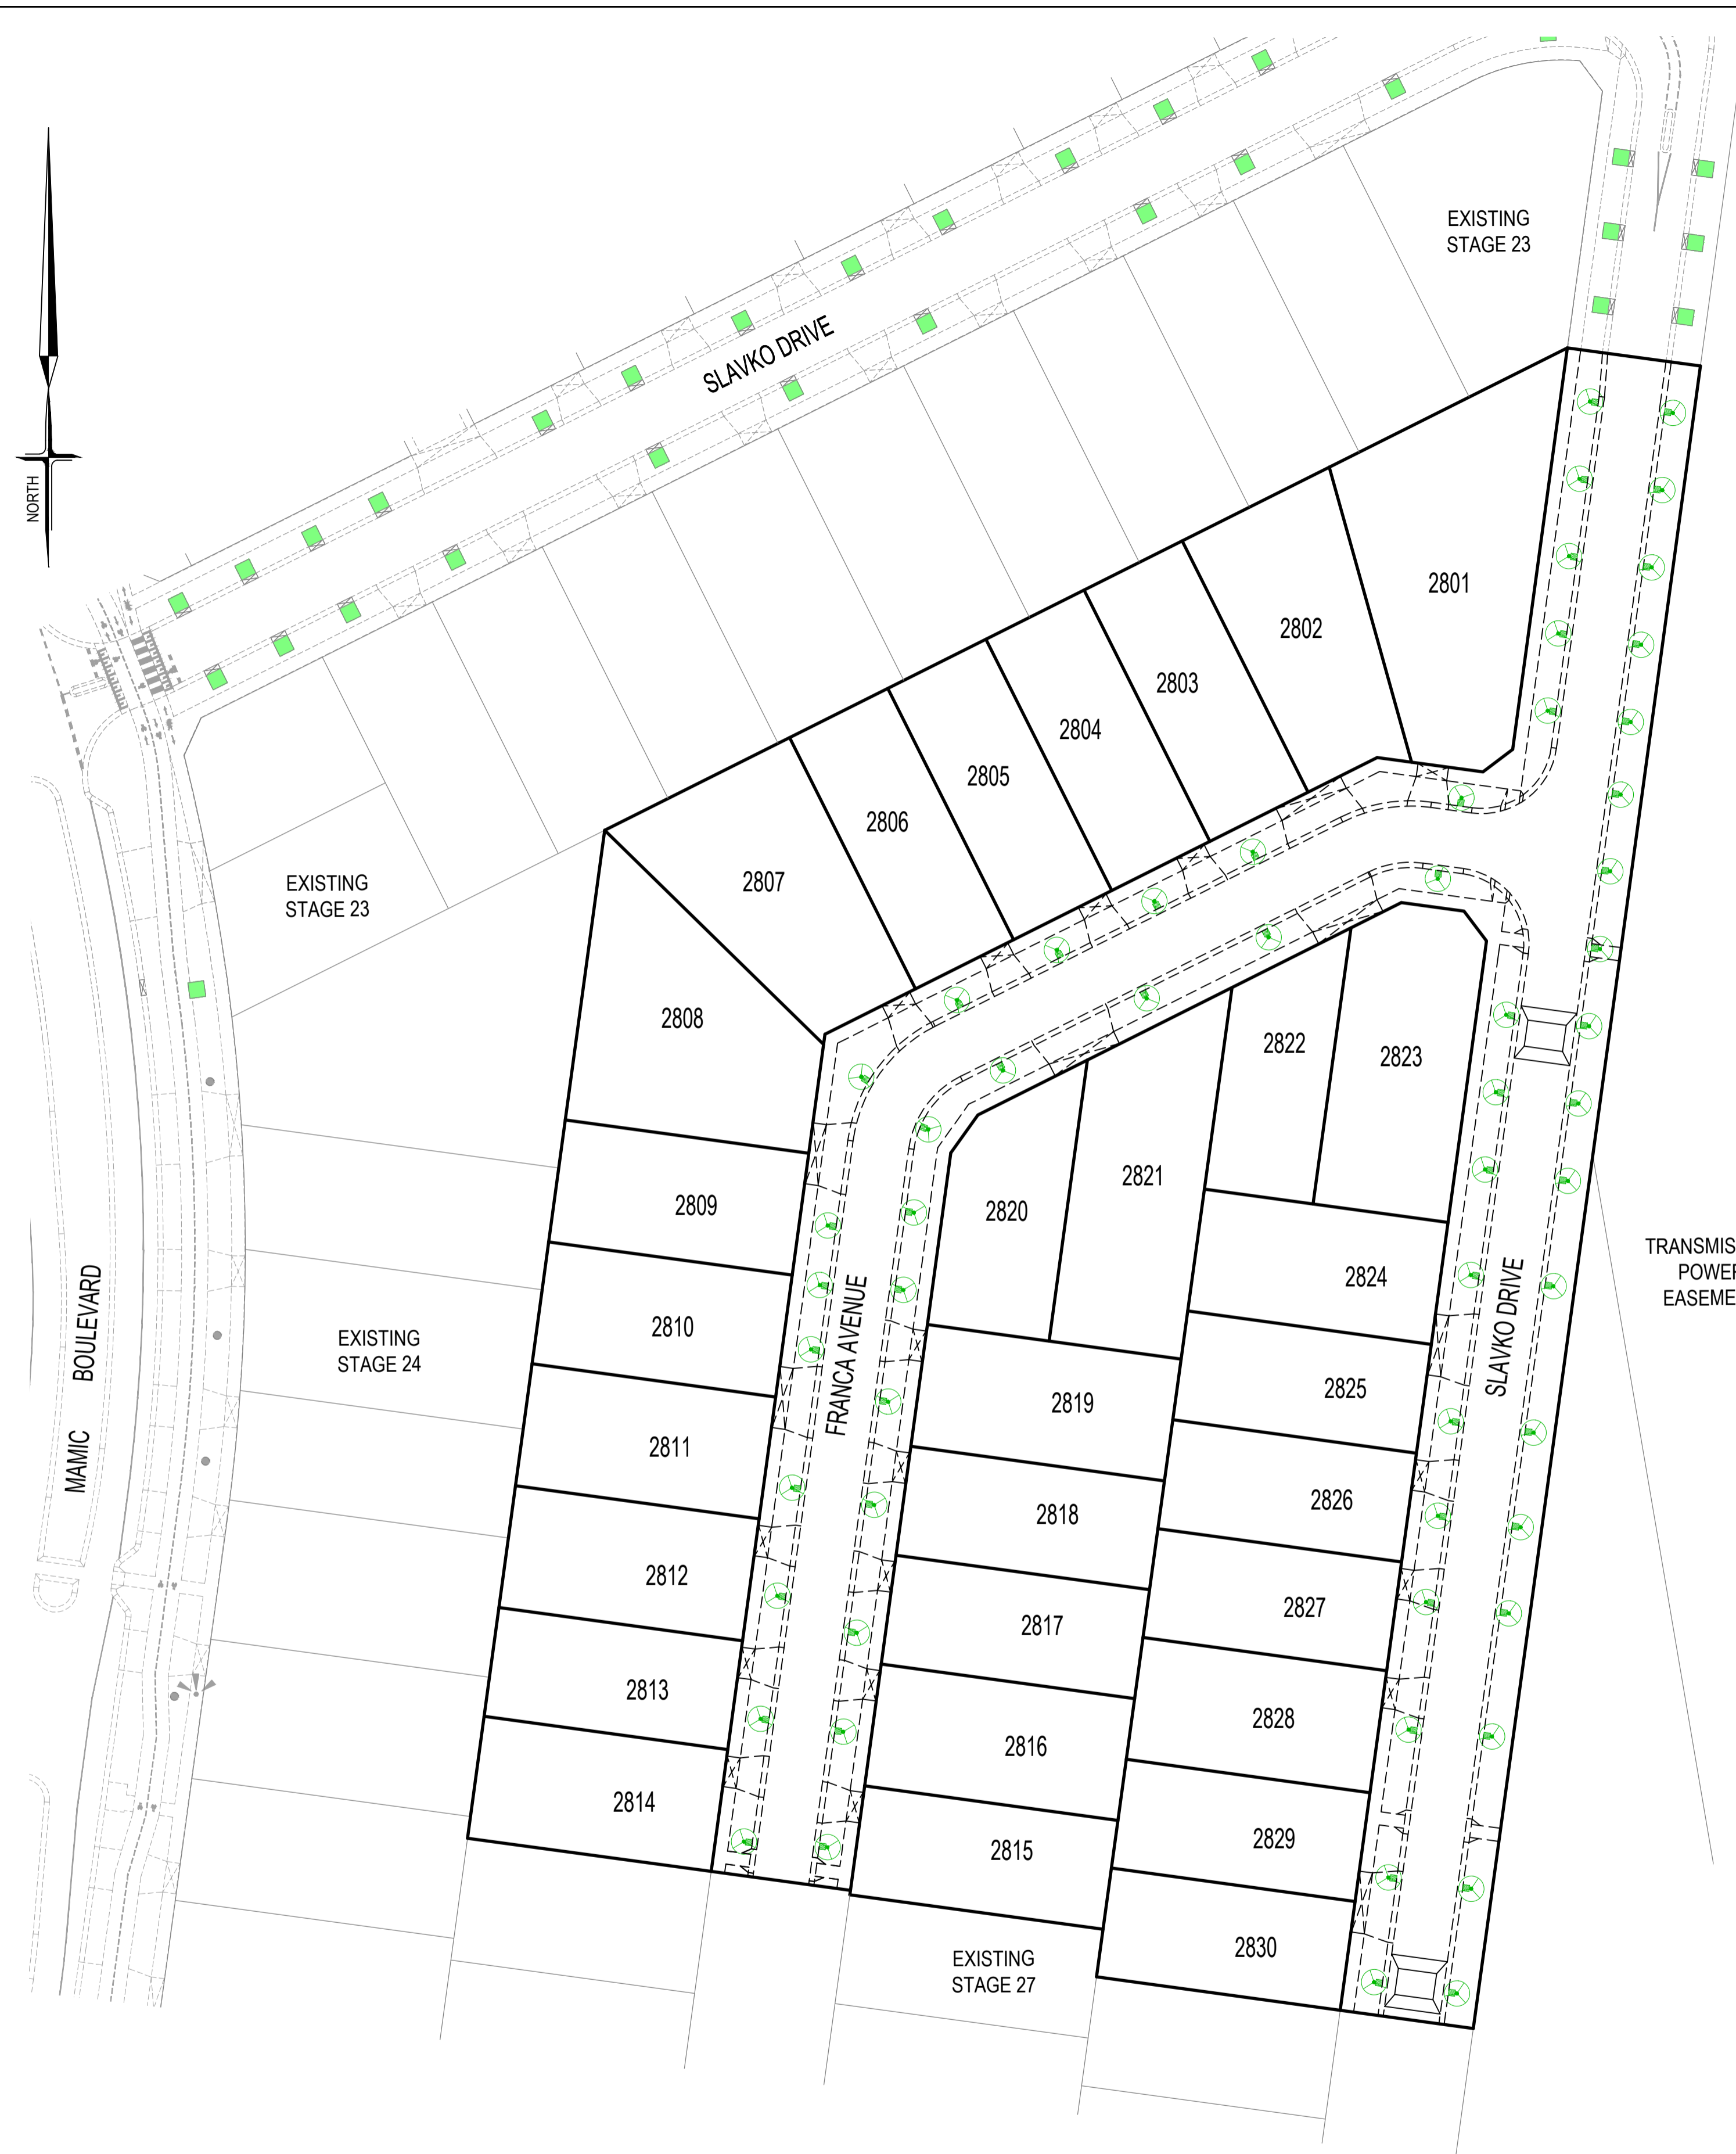 EXISTING
STAGE 23
SLAVKO DRIVE
NORTH
2801
2802
2803
2804
2805
2806
2807
2808
EXISTING
STAGE 23
2822
2823
2821
2820
2809
2810
2811
2812
2813
2814
EXISTING
STAGE 24
MAMIC BOULEVARD
FRANCA AVENUE
2819
2818
2817
2816
2815
2824
2825
2826
2827
2828
2829
2830
SLAVKO DRIVE
TRANSMIS
POWER
EASEME
EXISTING
STAGE 27